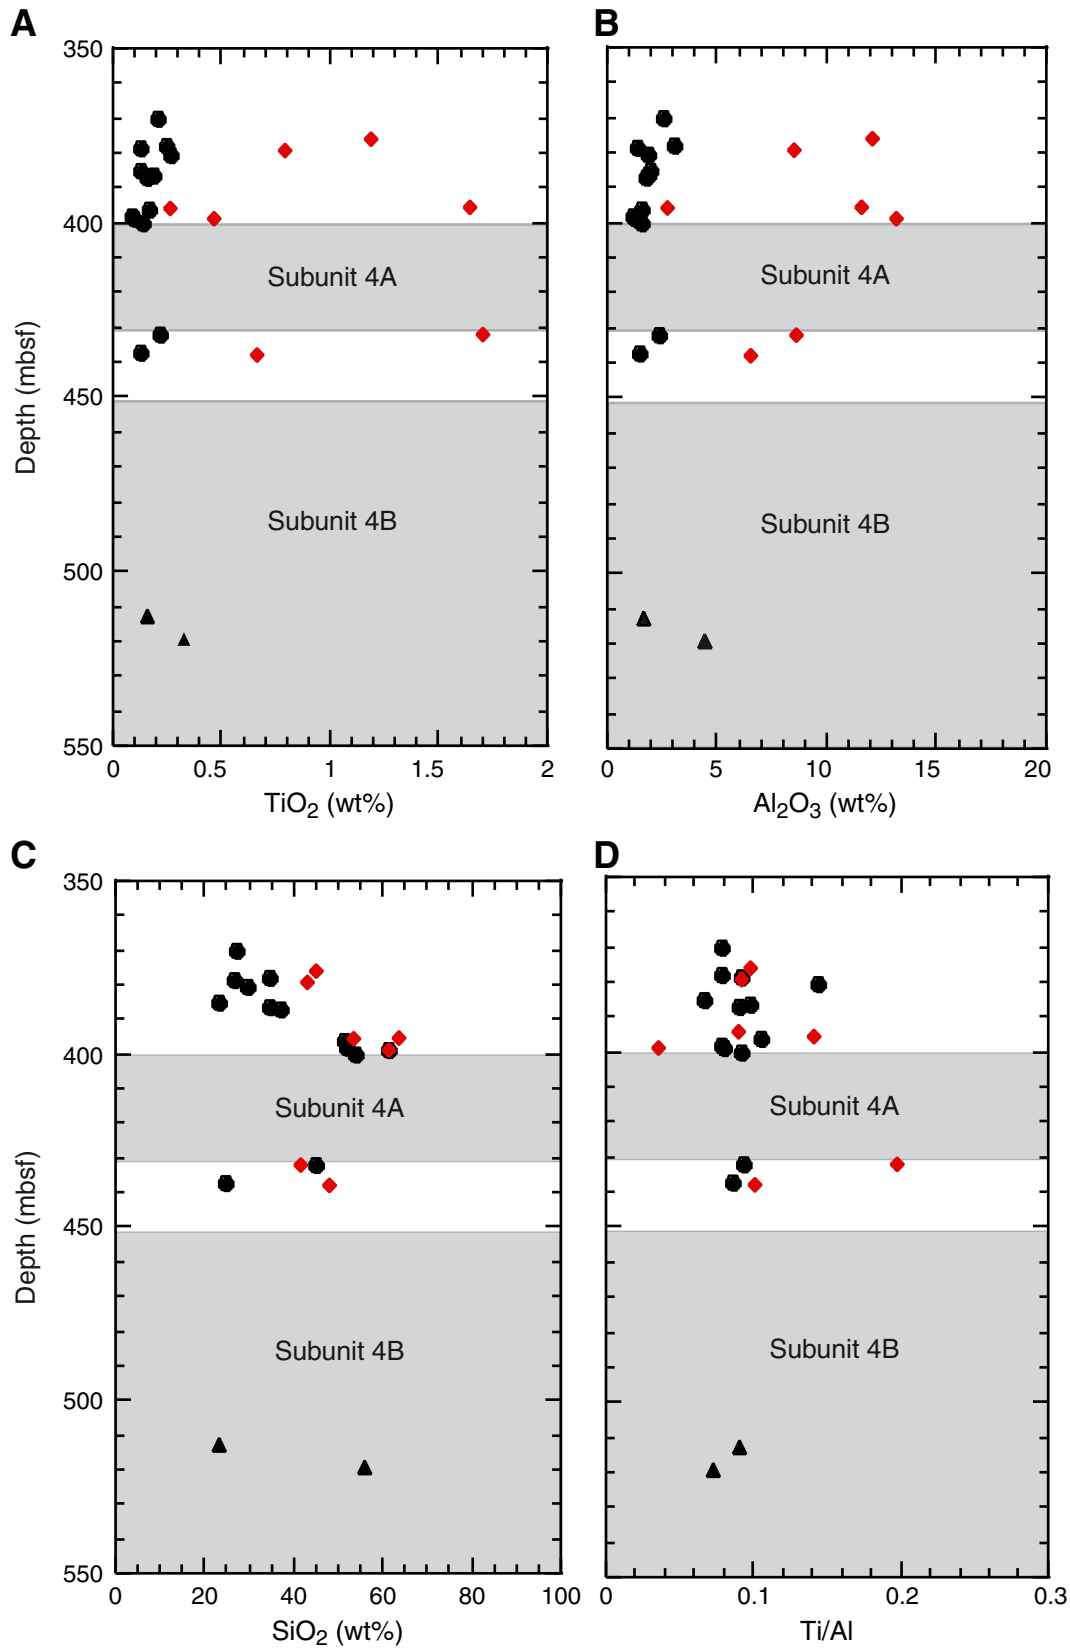 A
B
350
400
450
500
550
Depth (mbsf)
Subunit 4A
Subunit 4B
0 0.5 1 1.5 2
TiO2 (wt%)
Subunit 4A
Subunit 4B
0 5 10 15 20
Al2O3 (wt%)
C
D
350
400
450
500
550
Depth (mbsf)
Subunit 4A
Subunit 4B
0 20 40 60 80 100
SiO2 (wt%)
Subunit 4A
Subunit 4B
0 0.1 0.2 0.3
Ti/Al